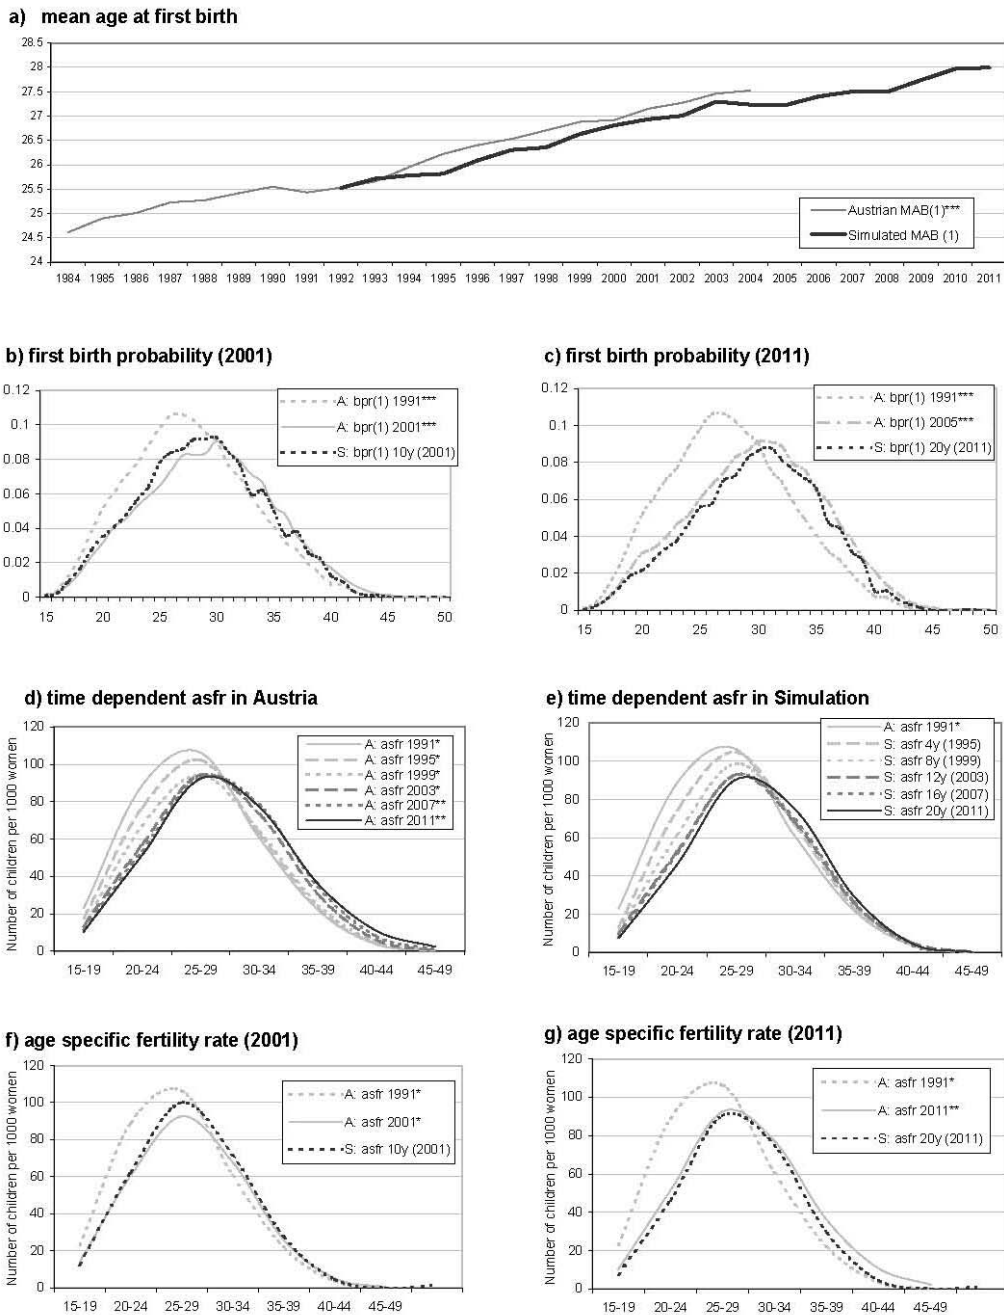 a) mean age at first birth
28.5
28
27.5
27
26.5
26
25.5
25
24.5
24
Austrian MAB(1)***
Simulated MAB (1)
1984 1985 1986 1987 1988 1989 1990 1991 1992 1993 1994 1995 1996 1997 1998 1999 2000 2001 2002 2003 2004 2005 2006 2007 2008 2009 2010 2011
b) first birth probability (2001)
0.12
0.1
0.08
0.06
0.04
0.02
0
A: bpr(1) 1991***
A: bpr(1) 2001***
S: bpr(1) 10y (2001)
15 20 25 30 35 40 45 50
c) first birth probability (2011)
0.12
0.1
0.08
0.06
0.04
0.02
0
A: bpr(1) 1991***
A: bpr(1) 2005***
S: bpr(1) 20y (2011)
15 20 25 30 35 40 45 50
d) time dependent asfr in Austria
Number of children per 1000 women
120
100
80
60
40
20
0
A: asfr 1991*
A: asfr 1995*
A: asfr 1999*
A: asfr 2003*
A: asfr 2007**
A: asfr 2011**
15-19 20-24 25-29 30-34 35-39 40-44 45-49
e) time dependent asfr in Simulation
Number of children per 1000 women
120
100
80
60
40
20
0
A: asfr 1991*
S: asfr 4y (1995)
S: asfr 8y (1999)
S: asfr 12y (2003)
S: asfr 16y (2007)
S: asfr 20y (2011)
15-19 20-24 25-29 30-34 35-39 40-44 45-49
f) age specific fertility rate (2001)
Number of children per 1000 women
120
100
80
60
40
20
0
A: asfr 1991*
A: asfr 2001*
S: asfr 10y (2001)
15-19 20-24 25-29 30-34 35-39 40-44 45-49
g) age specific fertility rate (2011)
Number of children per 1000 women
120
100
80
60
40
20
0
A: asfr 1991*
A: asfr 2011**
S: asfr 20y (2011)
15-19 20-24 25-29 30-34 35-39 40-44 45-49